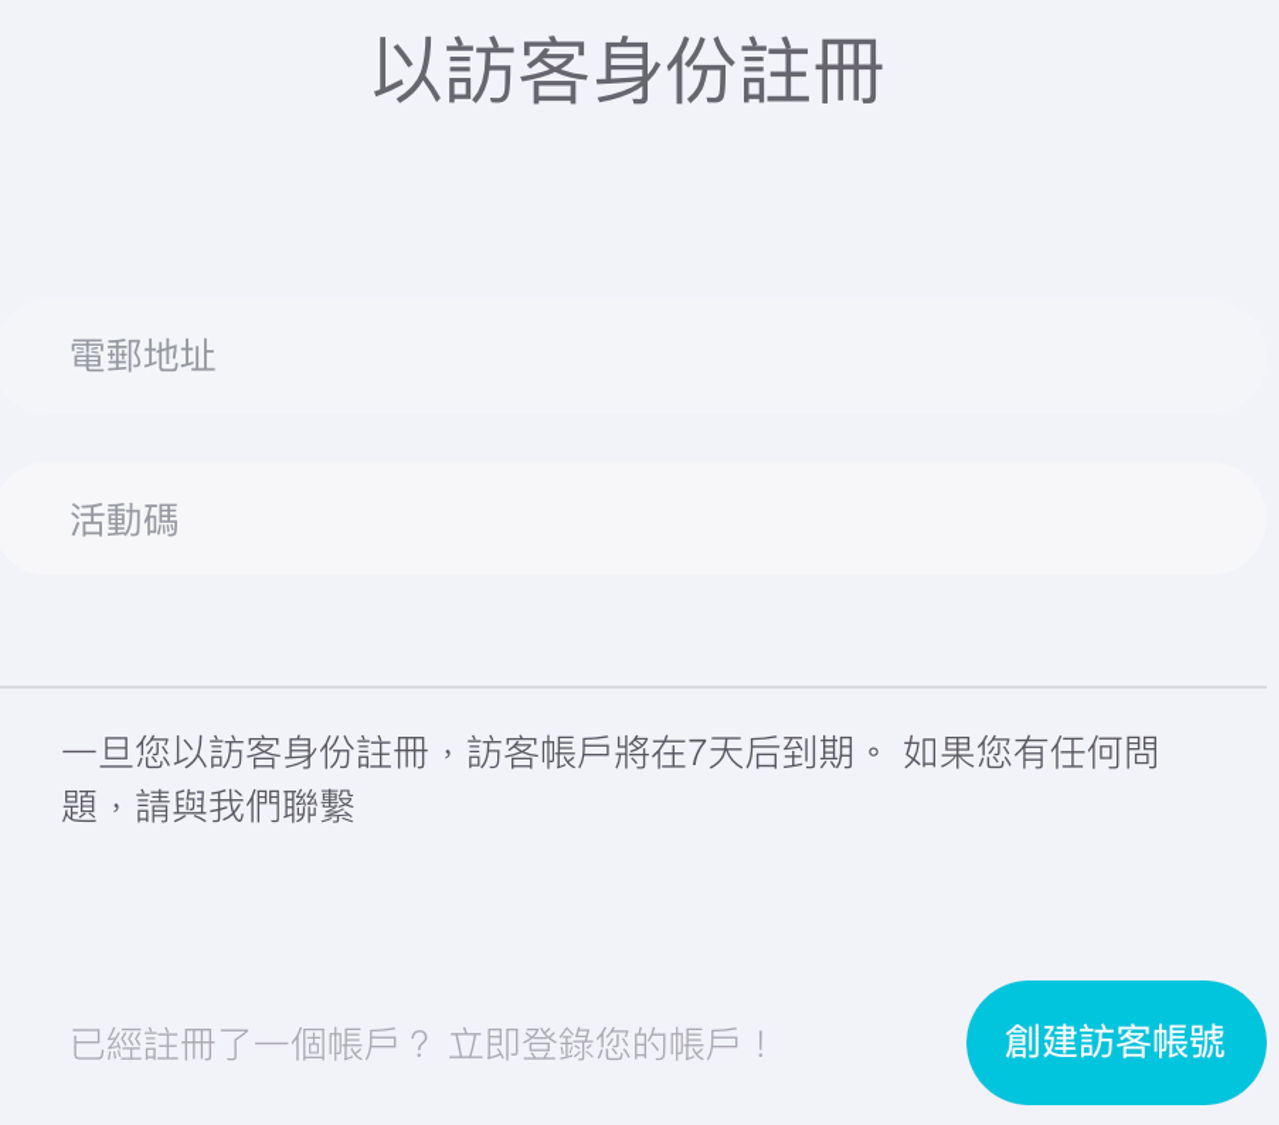 以訪客身份註冊
電郵地址
活動碼
一旦您以訪客身份註冊，訪客帳戶將在7天后到期。 如果您有任何問
題，請與我們聯繫
已經註冊了一個帳戶？ 立即登錄您的帳戶！
創建訪客帳號